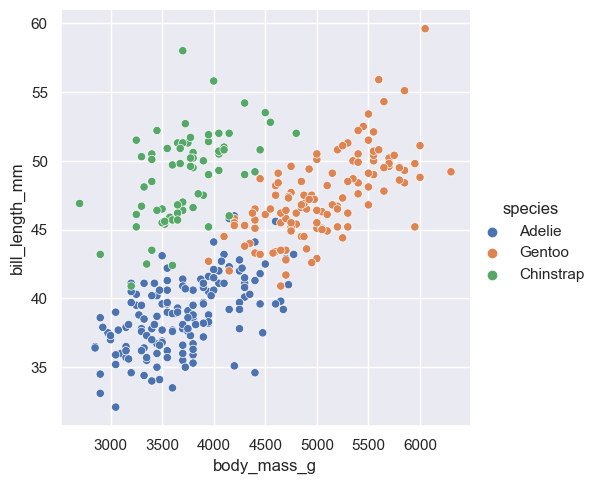 60
55
50
45
40
35
bill_length_mm
3000 3500 4000 4500 5000 5500 6000
body_mass_g
species
Adelie
Gentoo
Chinstrap